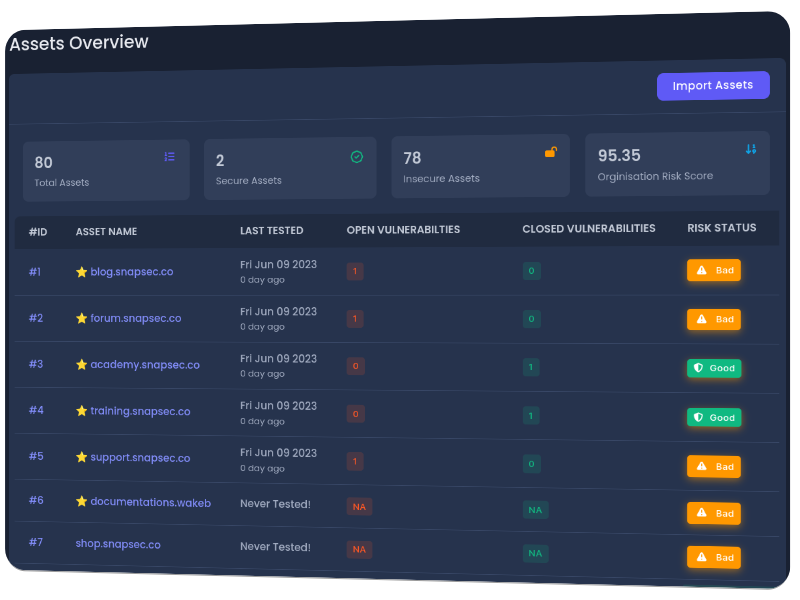 Assets Overview
Import Assets
80
Total Assets
2
Secure Assets
78
Insecure Assets
95.35
Orginisation Risk Score
#ID ASSET NAME LAST TESTED OPEN VULNERABILTIES CLOSED VULNERABILITIES RISK STATUS
#1 blog.snapsec.co Fri Jun 09 2023 1 0 Bad
0 day ago
#2 forum.snapsec.co Fri Jun 09 2023 1 0 Bad
0 day ago
#3 academy.snapsec.co Fri Jun 09 2023 0 1 Good
0 day ago
#4 training.snapsec.co Fri Jun 09 2023 0 1 Good
0 day ago
#5 support.snapsec.co Fri Jun 09 2023 1 0 Bad
0 day ago
#6 documentations.wakeb Never Tested! NA NA Bad
#7 shop.snapsec.co Never Tested! NA NA Bad